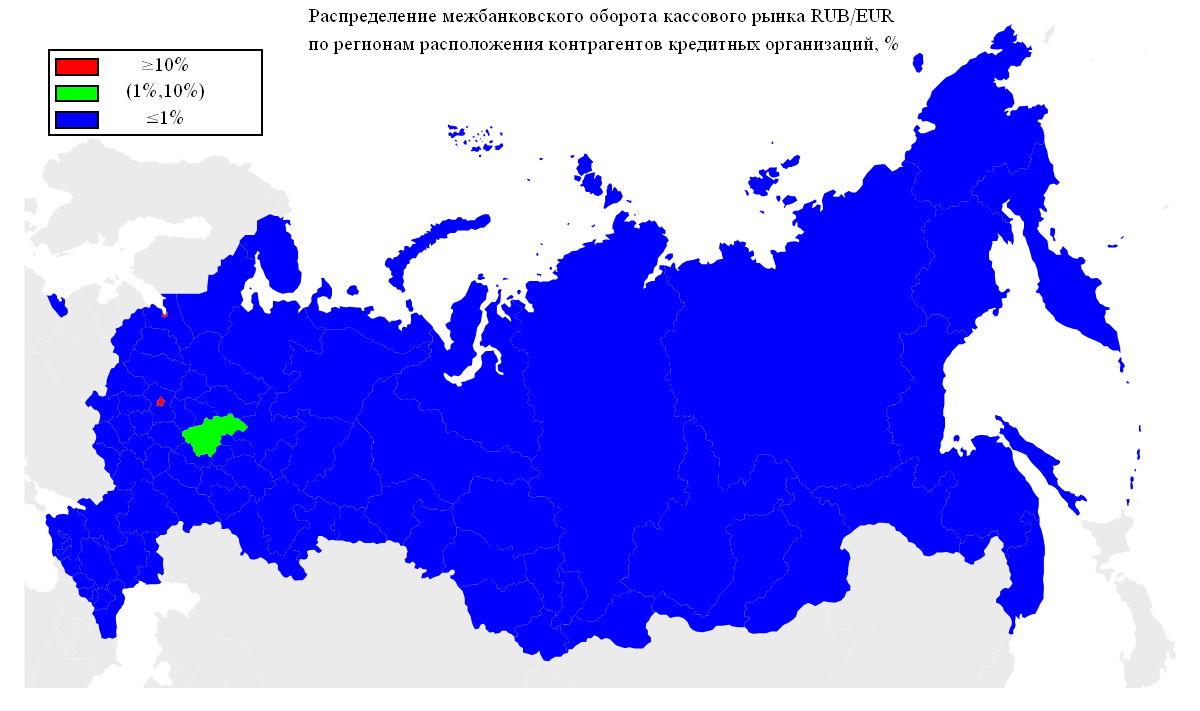 Распределение межбанковского оборота кассового рынка RUB/EUR
по регионам расположения контрагентов кредитных организаций, %
≥10%
(1%,10%)
≤1%